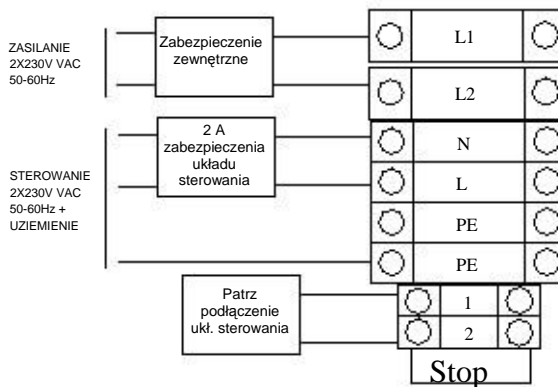 ZASILANIE
2X230V VAC
50-60Hz
Zabezpieczenie
zewnętrzne
L1
L2
2 A
zabezpieczenia
układu
sterowania
N
L
STEROWANIE
2X230V VAC
50-60Hz +
UZIEMIENIE
PE
PE
Patrz
podłączenie
ukł. sterowania
1
2
Stop